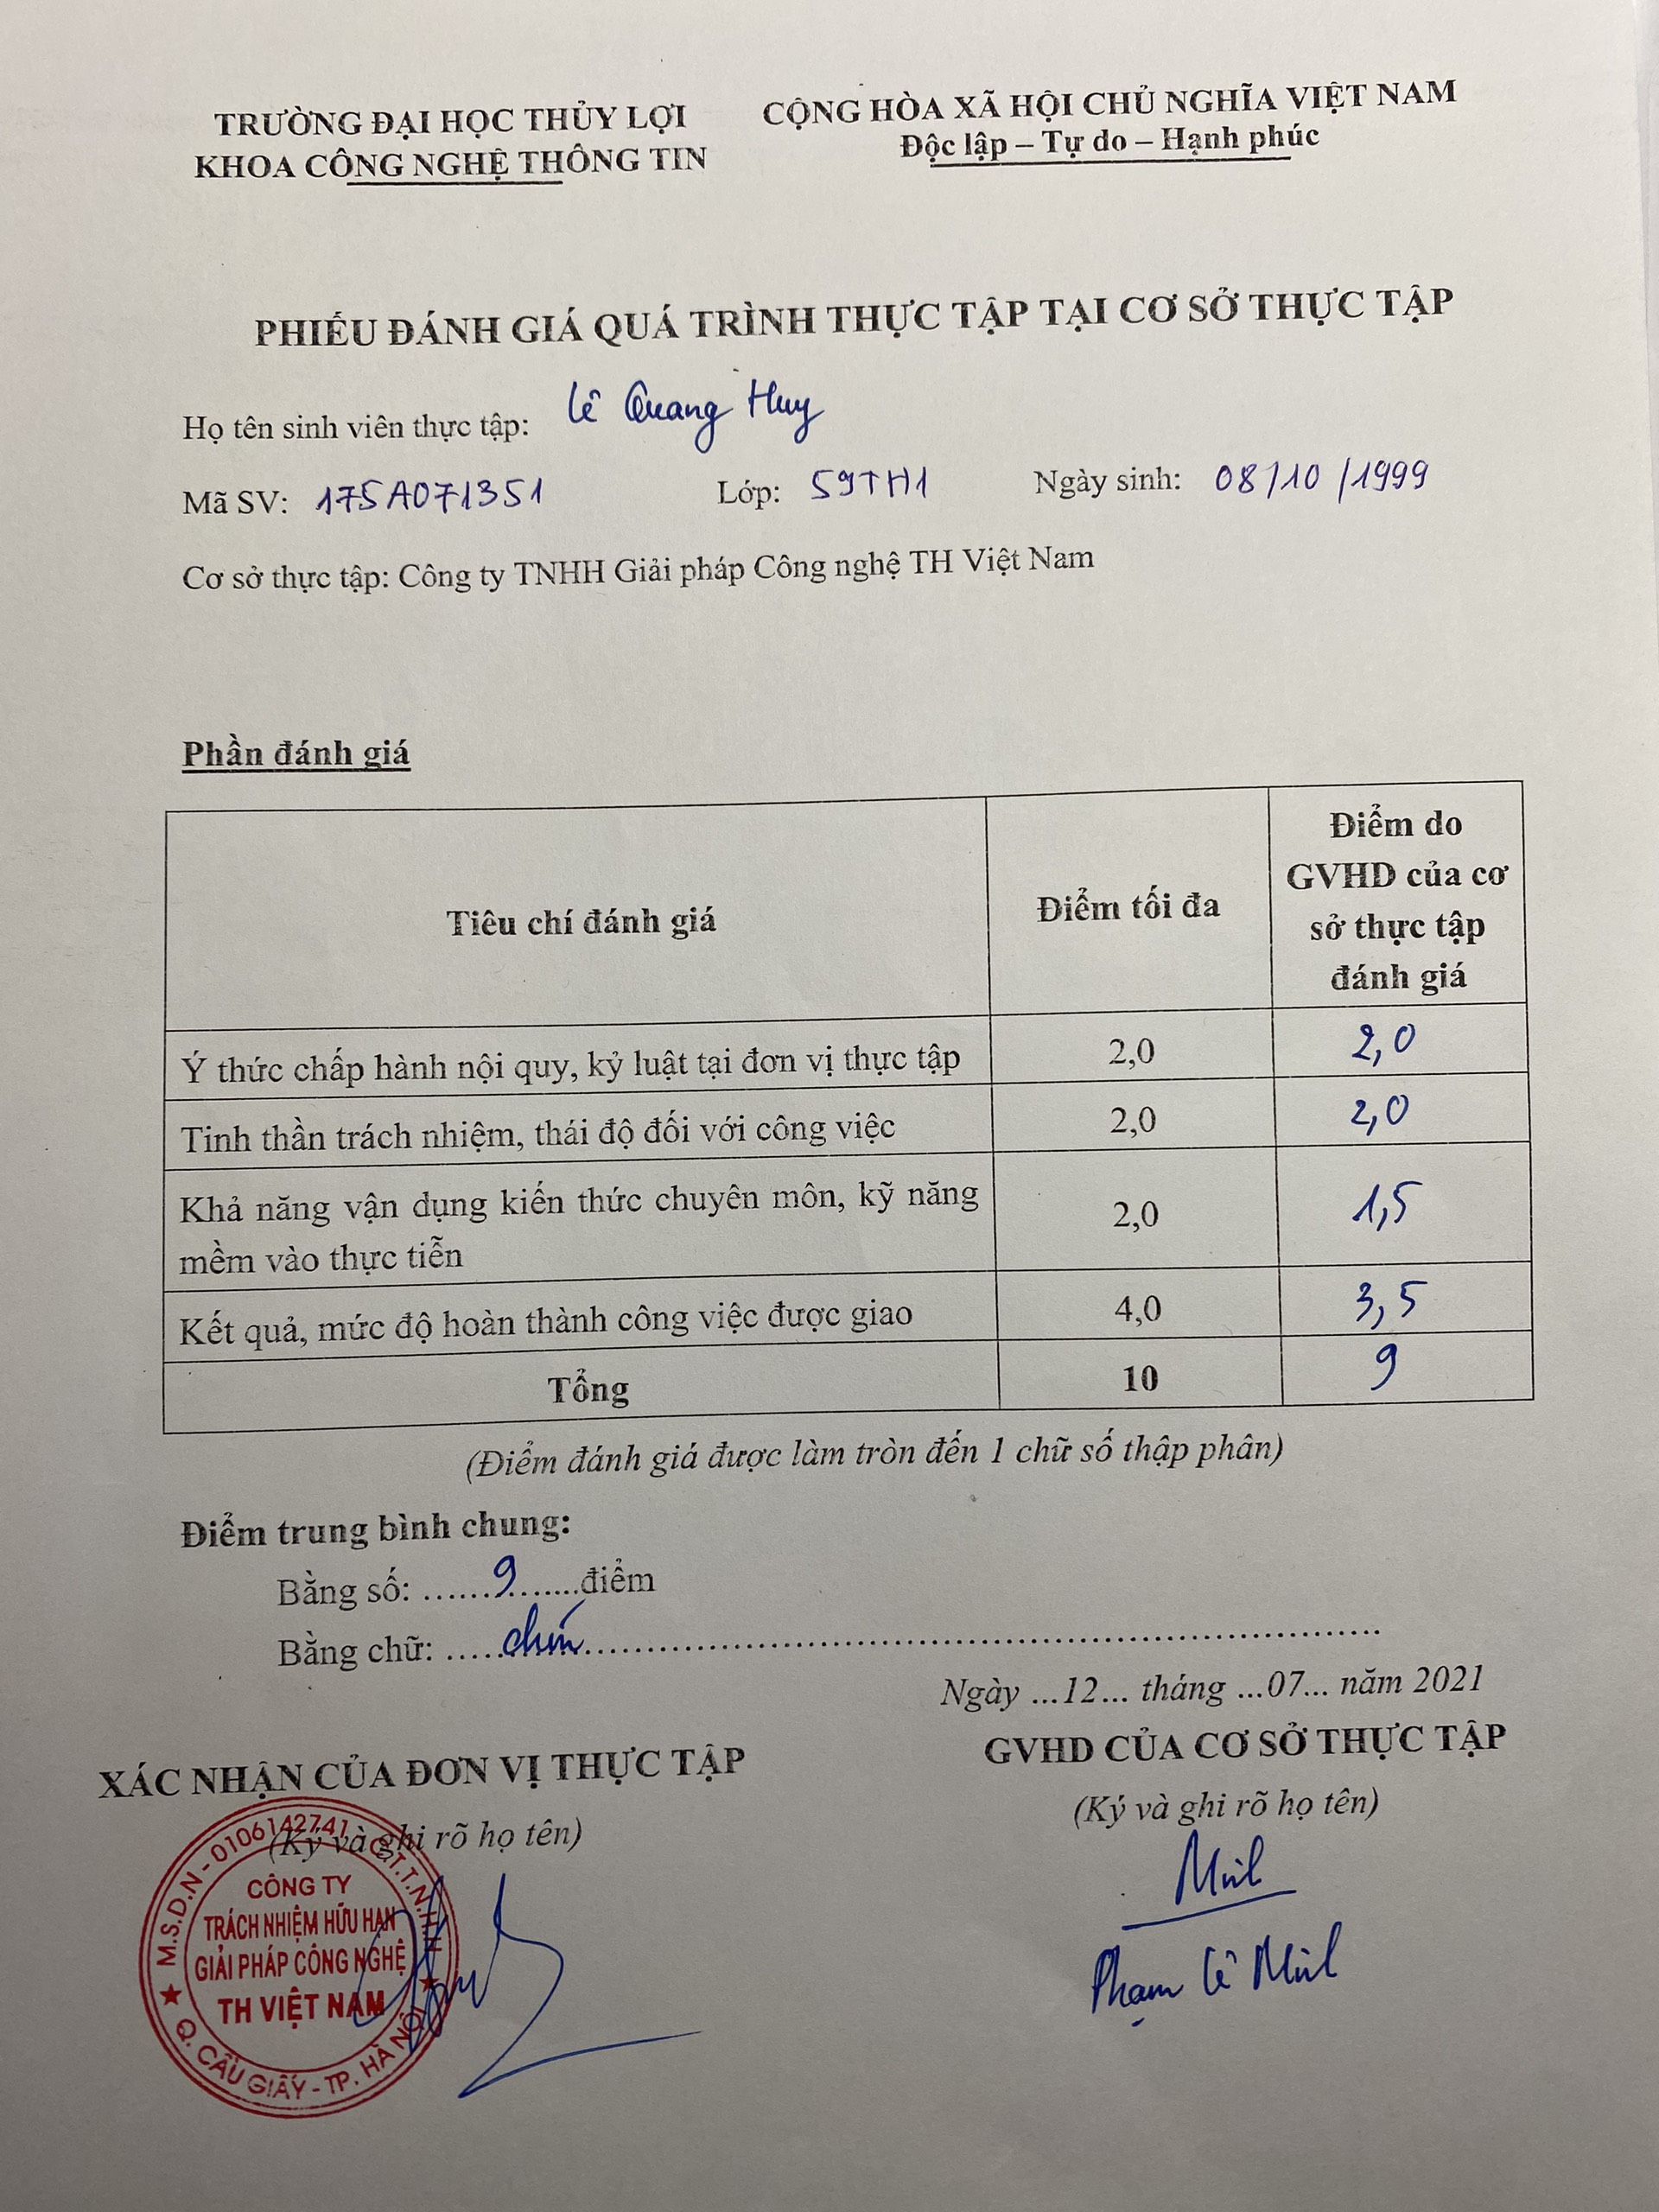 TRƯỜNG ĐẠI HỌC THỦY LỢI
KHOA CÔNG NGHỆ THÔNG TIN
CỘNG HÒA XÃ HỘI CHỦ NGHĨA VIỆT NAM
Độc lập – Tự do – Hạnh phúc
PHIẾU ĐÁNH GIÁ QUÁ TRÌNH THỰC TẬP TẠI CƠ SỞ THỰC TẬP
Họ tên sinh viên thực tập: Lê Quang Huy
Mã SV: 175A071351 Lớp: 59TH1 Ngày sinh: 08/10/1999
Cơ sở thực tập: Công ty TNHH Giải pháp Công nghệ TH Việt Nam
Phần đánh giá
Tiêu chí đánh giá
Điểm tối đa
Điểm do
GVHD của cơ
sở thực tập
đánh giá
Ý thức chấp hành nội quy, kỷ luật tại đơn vị thực tập 2,0 2,0
Tinh thần trách nhiệm, thái độ đối với công việc 2,0 2,0
Khả năng vận dụng kiến thức chuyên môn, kỹ năng
mềm vào thực tiễn 2,0 1,5
Kết quả, mức độ hoàn thành công việc được giao 4,0 3,5
Tổng 10 9
(Điểm đánh giá được làm tròn đến 1 chữ số thập phân)
Điểm trung bình chung:
Bằng số: ......9.......điểm
Bằng chữ: .....chín..............................................................
Ngày ...12... tháng ...07... năm 2021
XÁC NHẬN CỦA ĐƠN VỊ THỰC TẬP
(Ký và ghi rõ họ tên)
GVHD CỦA CƠ SỞ THỰC TẬP
(Ký và ghi rõ họ tên)
M.S.D.N - 0106142741 - C.T.T.N.H.H
CÔNG TY
TRÁCH NHIỆM HỮU HẠN
GIẢI PHÁP CÔNG NGHỆ
TH VIỆT NAM
Q. CẦU GIẤY - TP. HÀ NỘI
Phạm Lê Minh